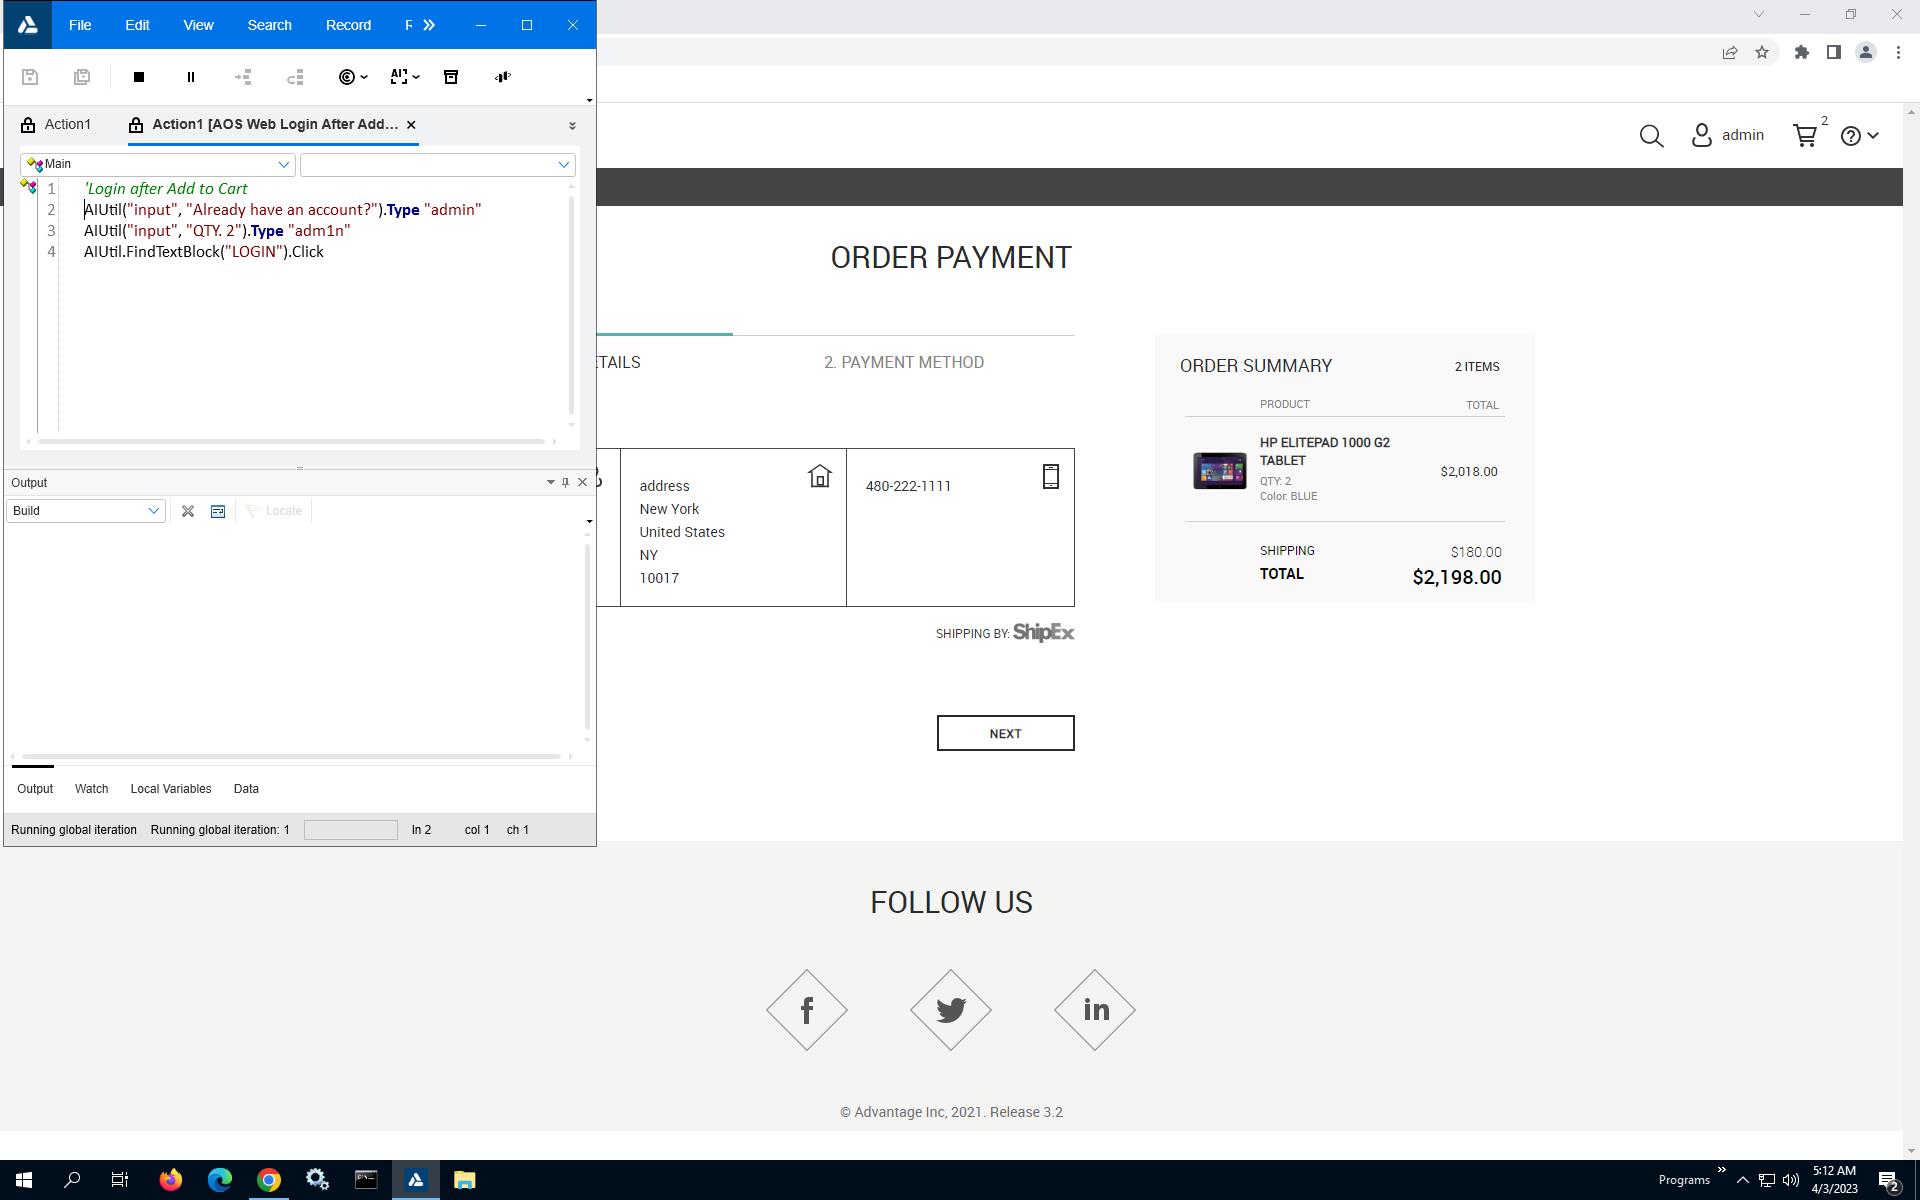 File Edit View Search Record
Action1
Action1 [AOS Web Login After Add...
Main
1 'Login after Add to Cart
2 AIUtil("input", "Already have an account?").Type "admin"
3 AIUtil("input", "QTY. 2").Type "adm1n"
4 AIUtil.FindTextBlock("LOGIN").Click
Output
Build
Locate
Output Watch Local Variables Data
Running global iteration Running global iteration: 1 ln 2 col 1 ch 1
admin
2
ORDER PAYMENT
ETAILS
2. PAYMENT METHOD
address
New York
United States
NY
10017
480-222-1111
SHIPPING BY: ShipEx
NEXT
ORDER SUMMARY 2 ITEMS
PRODUCT TOTAL
HP ELITEPAD 1000 G2
TABLET
$2,018.00
QTY: 2
Color: BLUE
SHIPPING $180.00
TOTAL $2,198.00
FOLLOW US
© Advantage Inc, 2021. Release 3.2
Programs
5:12 AM
4/3/2023
2